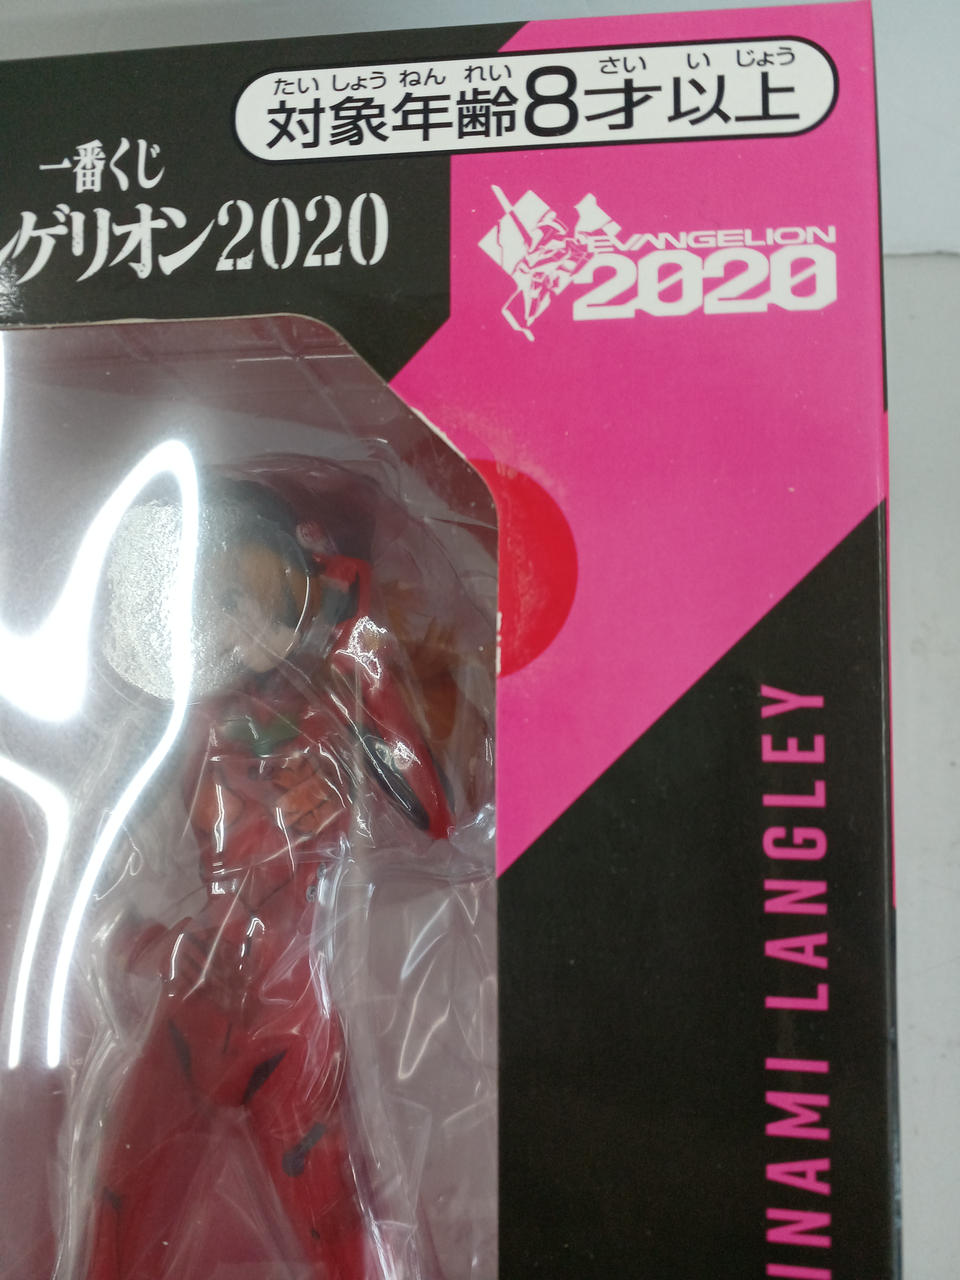 たい しょう ねん れい さい い じょう
対象年齢8才以上
一番くじ
ゲリオン2020
EVANGELION
2020
INAMI LANGLEY